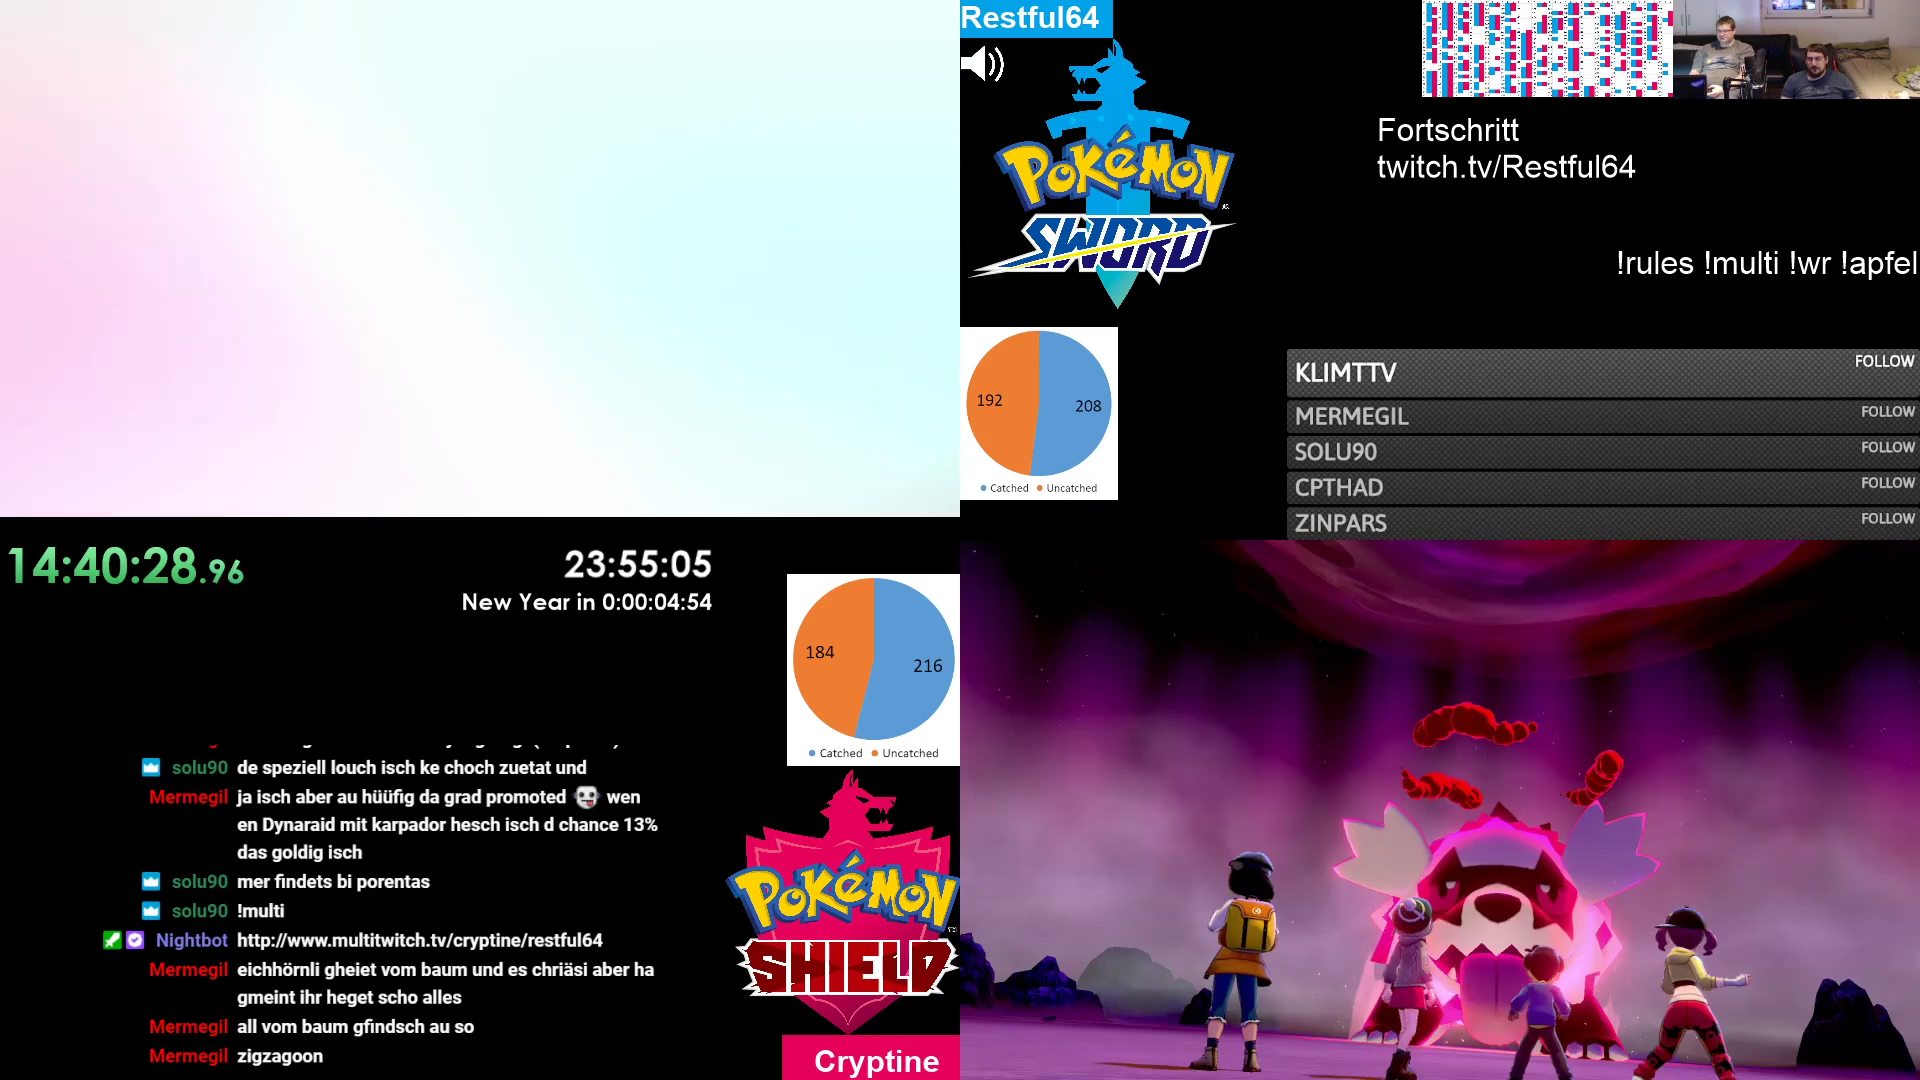 Restful64
POKÉMON
SWORD
Fortschritt
twitch.tv/Restful64
!rules !multi !wr !apfel
192
208
Catched Uncatched
KLIMTTV FOLLOW
MERMEGIL FOLLOW
SOLU90 FOLLOW
CPTHAD FOLLOW
ZINPARS FOLLOW
14:40:28.96
23:55:05
New Year in 0:00:04:54
184
216
Catched Uncatched
solu90 de speziell louch isch ke choch zuetat und
Mermegil ja isch aber au hüüfig da grad promoted wen
en Dynaraid mit karpador hesch isch d chance 13%
das goldig isch
solu90 mer findets bi porentas
solu90 !multi
Nightbot http://www.multitwitch.tv/cryptine/restful64
Mermegil eichhörnli gheiet vom baum und es chriäsi aber ha
gmeint ihr heget scho alles
Mermegil all vom baum gfindsch au so
Mermegil zigzagoon
POKÉMON
SHIELD
Cryptine